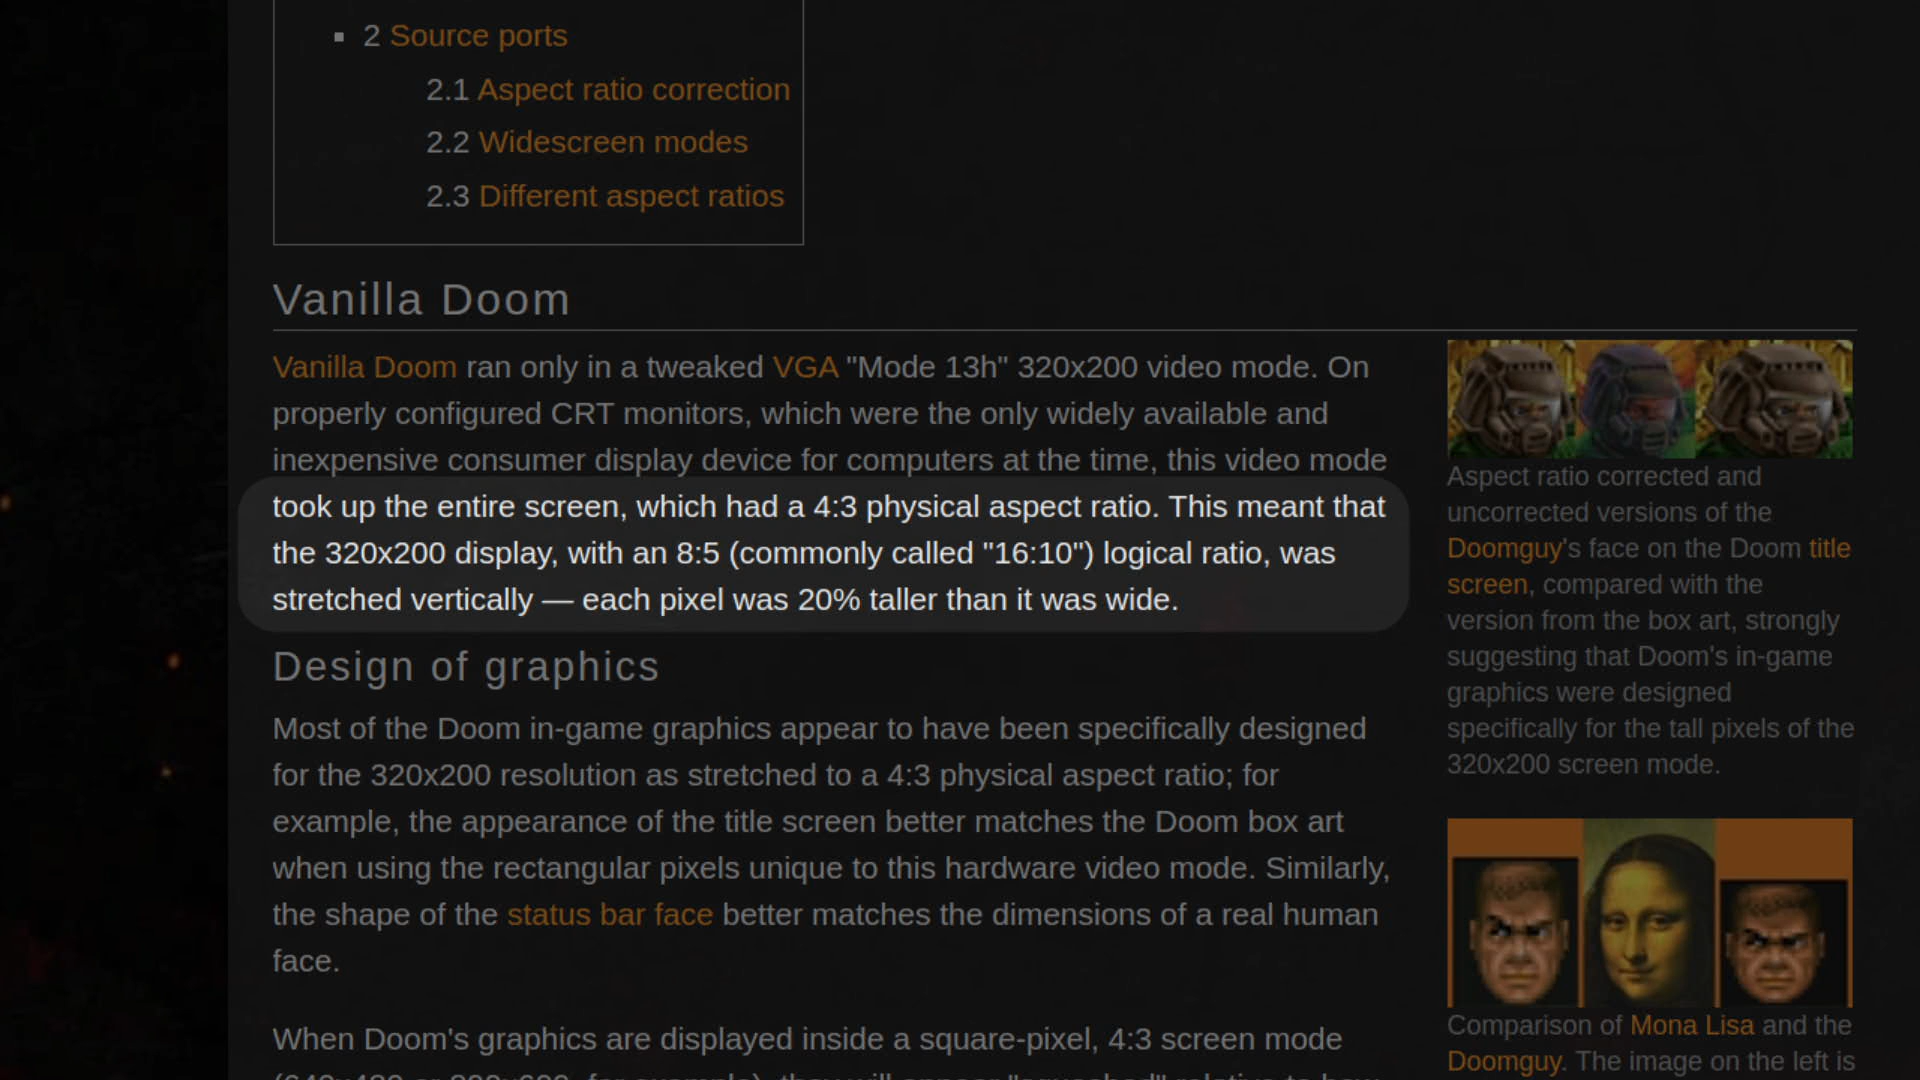 2 Source ports
2.1 Aspect ratio correction
2.2 Widescreen modes
2.3 Different aspect ratios
Vanilla Doom
Vanilla Doom ran only in a tweaked VGA "Mode 13h" 320x200 video mode. On
properly configured CRT monitors, which were the only widely available and
inexpensive consumer display device for computers at the time, this video mode
took up the entire screen, which had a 4:3 physical aspect ratio. This meant that
the 320x200 display, with an 8:5 (commonly called "16:10") logical ratio, was
stretched vertically — each pixel was 20% taller than it was wide.
Design of graphics
Most of the Doom in-game graphics appear to have been specifically designed
for the 320x200 resolution as stretched to a 4:3 physical aspect ratio; for
example, the appearance of the title screen better matches the Doom box art
when using the rectangular pixels unique to this hardware video mode. Similarly,
the shape of the status bar face better matches the dimensions of a real human
face.
When Doom's graphics are displayed inside a square-pixel, 4:3 screen mode
Aspect ratio corrected and
uncorrected versions of the
Doomguy's face on the Doom title
screen, compared with the
version from the box art, strongly
suggesting that Doom's in-game
graphics were designed
specifically for the tall pixels of the
320x200 screen mode.
Comparison of Mona Lisa and the
Doomguy. The image on the left is